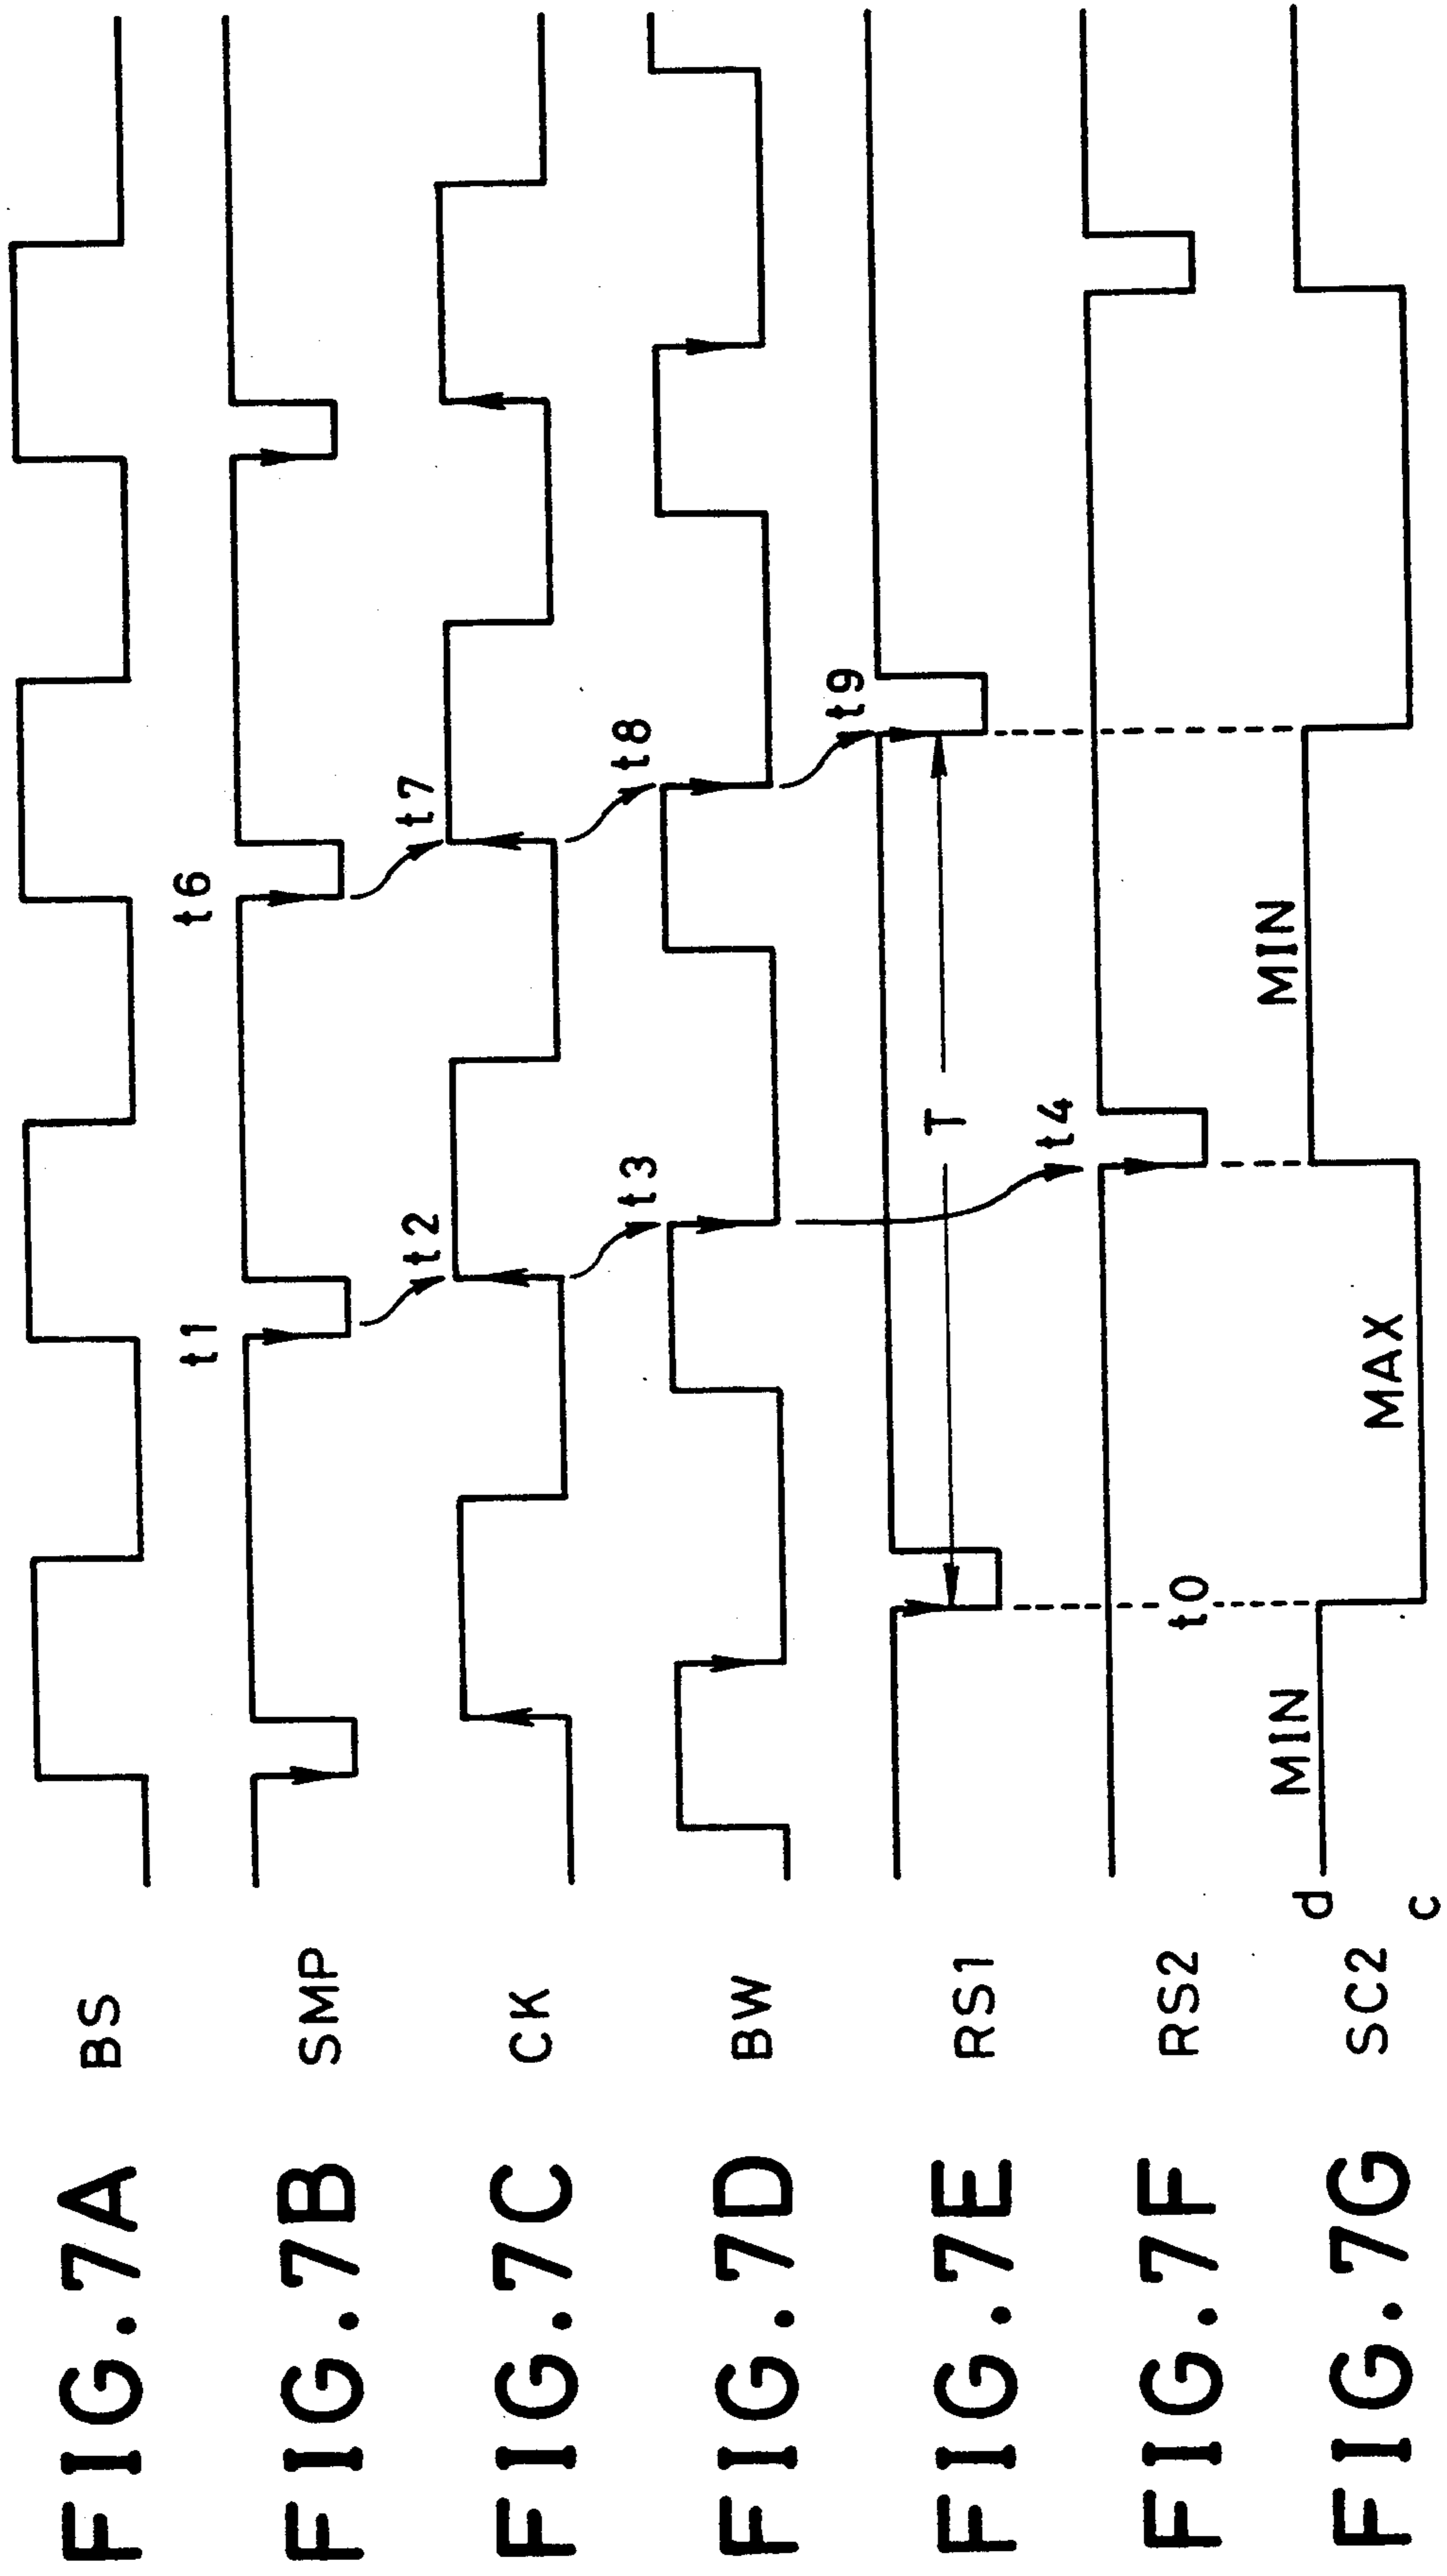 FIG.7A BS
t1 t6
FIG.7B SMP
t2 t7
FIG.7C CK
t3 t8
FIG.7D BW
t9
FIG.7E RS1
T
t4
FIG.7F RS2
t0
d MIN MIN
FIG.7G SC2
MAX
c